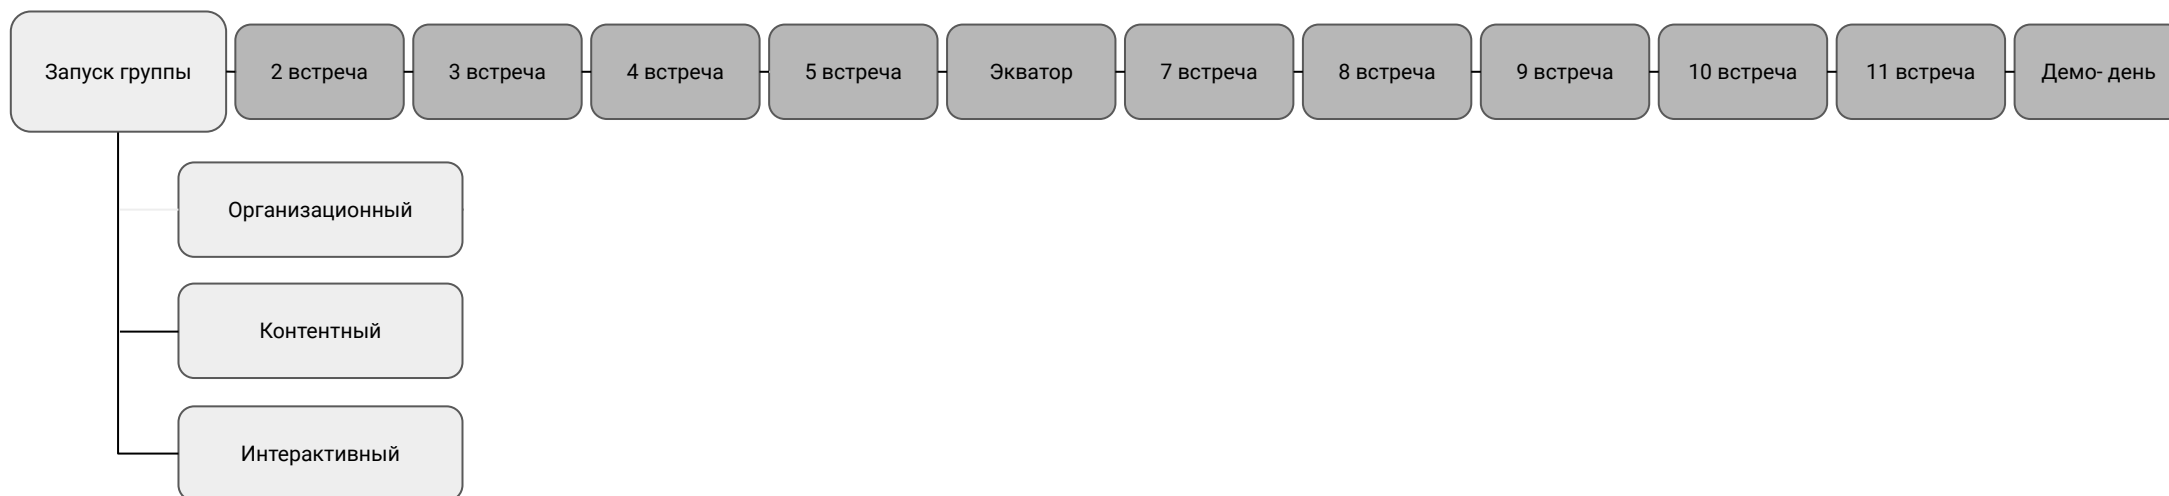 Запуск группы
2 встреча
3 встреча
4 встреча
5 встреча
Экватор
7 встреча
8 встреча
9 встреча
10 встреча
11 встреча
Демо- день
Организационный
Контентный
Интерактивный